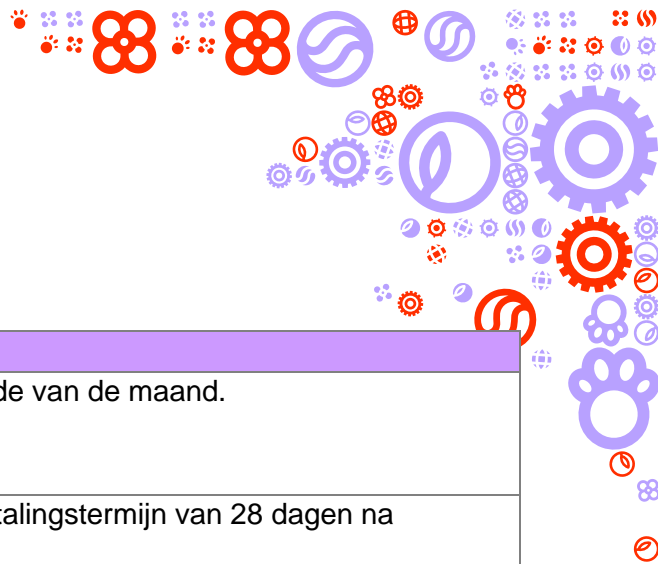 de van de maand.
talingstermijn van 28 dagen na